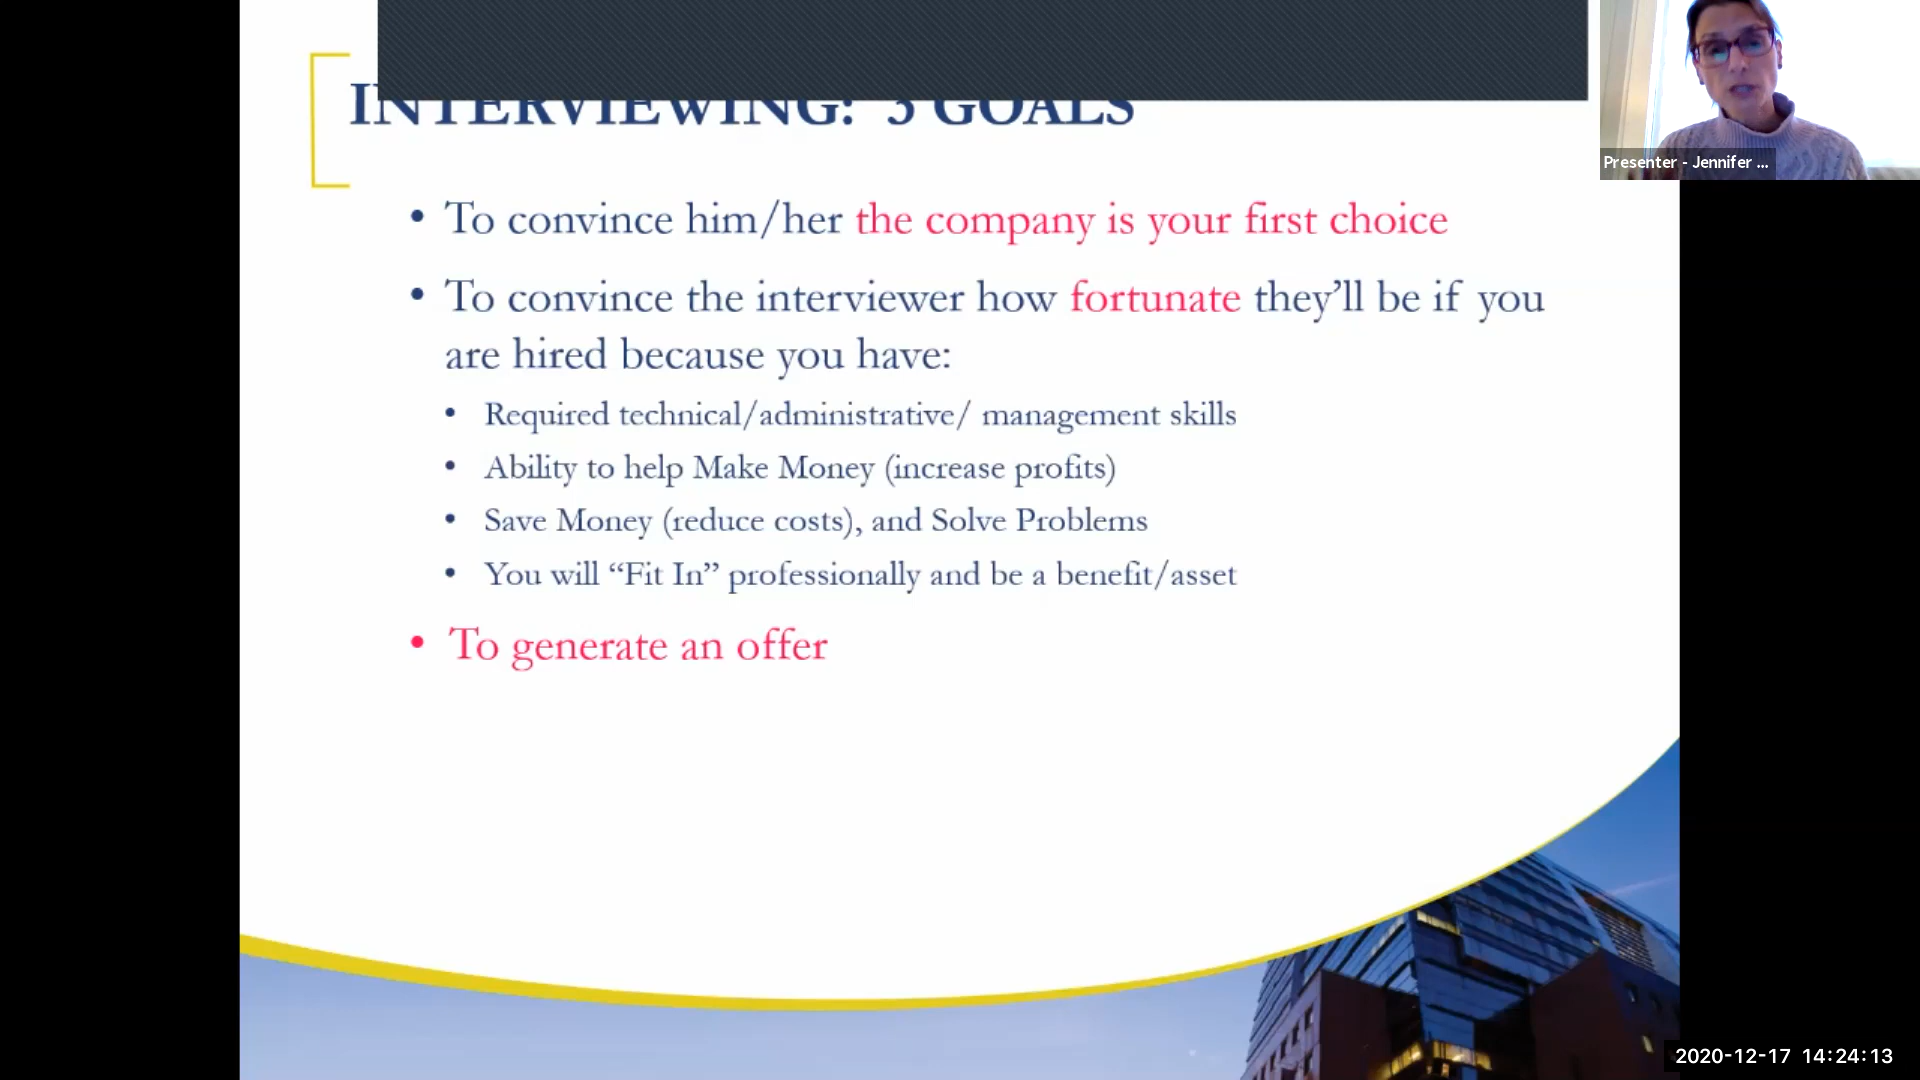 INTERVIEWING: 3 GOALS
Presenter - Jennifer ...
• To convince him/her the company is your first choice
• To convince the interviewer how fortunate they’ll be if you
are hired because you have:
• Required technical/administrative/ management skills
• Ability to help Make Money (increase profits)
• Save Money (reduce costs), and Solve Problems
• You will “Fit In” professionally and be a benefit/asset
• To generate an offer
2020-12-17 14:24:13